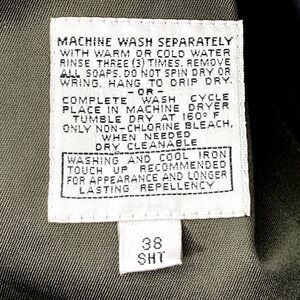 MACHINE WASH SEPARATELY
WITH WARM OR COLD WATER
RINSE THREE (3) TIMES. REMOVE
ALL SOAPS. DO NOT SPIN DRY OR
WRING. HANG TO DRIP DRY.
-OR-
COMPLETE WASH CYCLE
PLACE IN MACHINE DRYER
TUMBLE DRY AT 160° F
ONLY NON-CHLORINE BLEACH,
WHEN NEEDED
DRY CLEANABLE
WASHING AND COOL IRON
TOUCH UP RECOMMENDED
FOR APPEARANCE AND LONGER
LASTING REPELLENCY
38
SHT